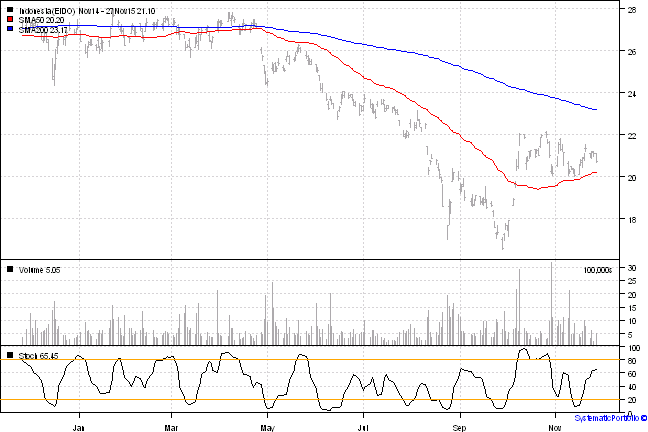 Indonesia(EIDO) Nov14 - 27Nov15 21.10
SMA50 20.20
SMA200 23.17
28
26
24
22
20
18
Volume 5.05
100,000s
30
25
20
15
10
5
Stoch 65.45
100
80
60
40
20
0
Jan Mar May Jul Sep Nov
SystematicPortfolio ©